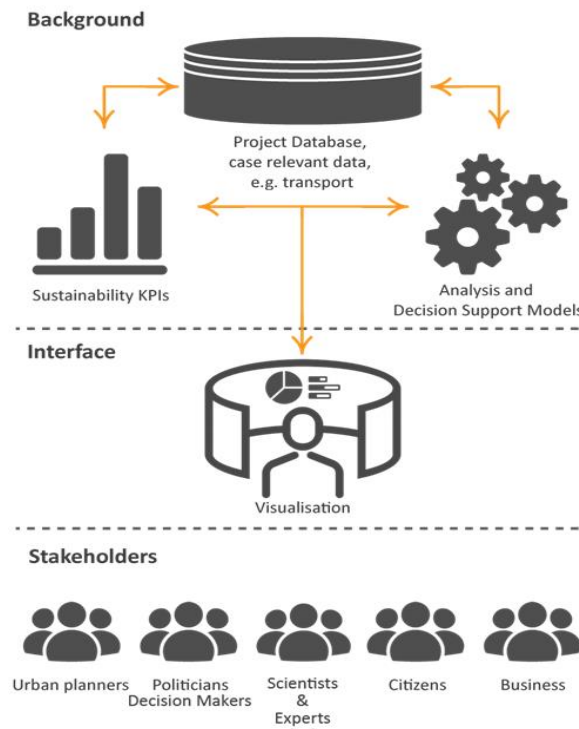 Background
Project Database,
case relevant data,
e.g. transport
Sustainability KPIs
Analysis and
Decision Support Models
Interface
Visualisation
Stakeholders
Urban planners
Politicians
Decision Makers
Scientists
&
Experts
Citizens
Business